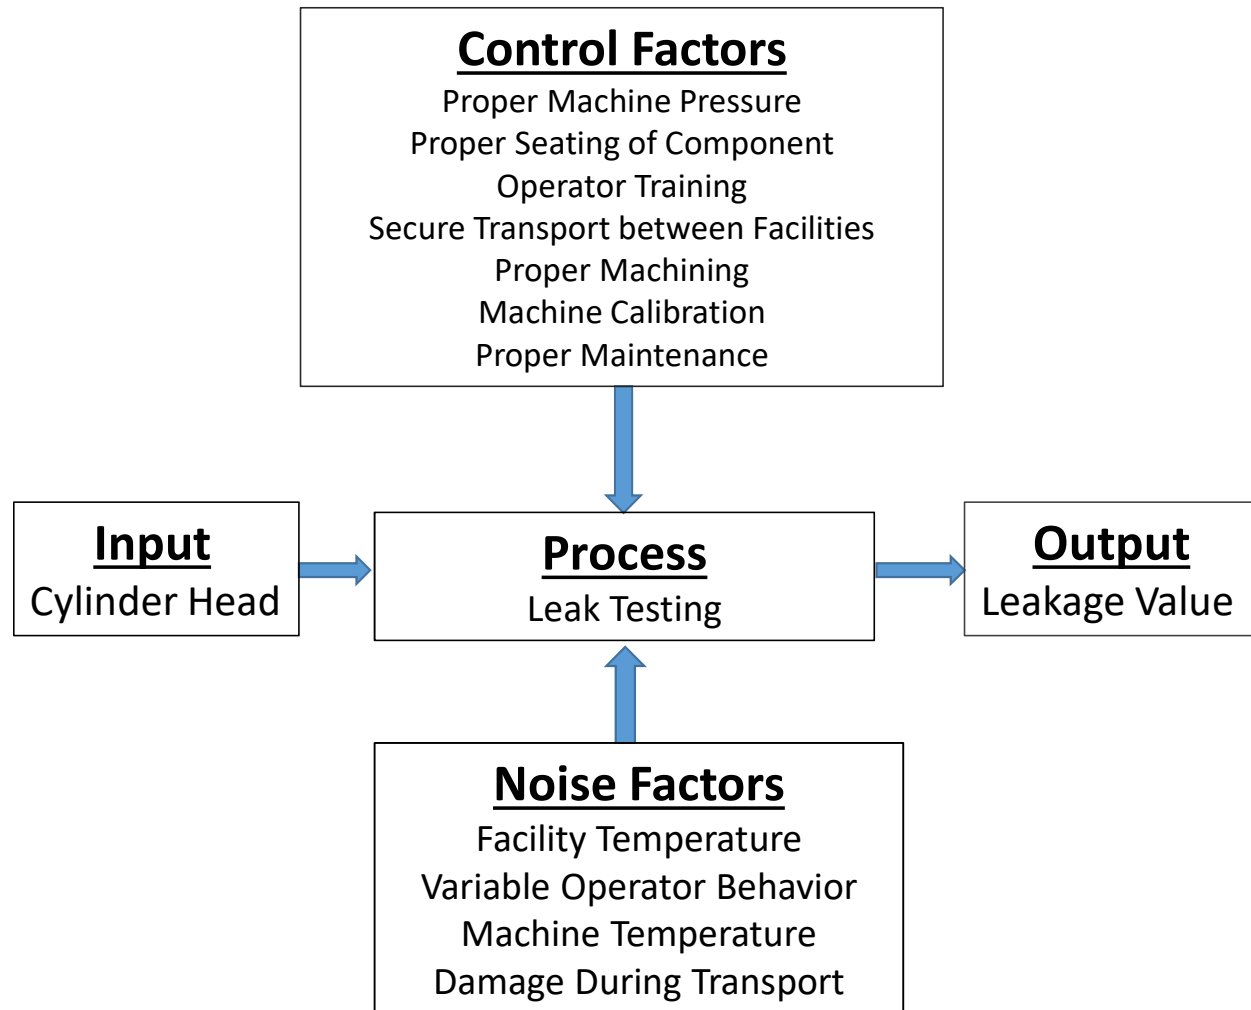 Control Factors
Proper Machine Pressure
Proper Seating of Component
Operator Training
Secure Transport between Facilities
Proper Machining
Machine Calibration
Proper Maintenance
Input
Cylinder Head
Process
Leak Testing
Output
Leakage Value
Noise Factors
Facility Temperature
Variable Operator Behavior
Machine Temperature
Damage During Transport